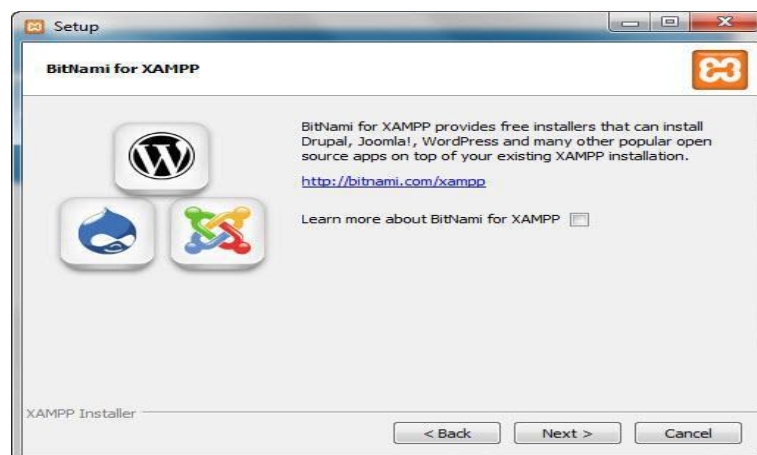 Setup
BitNami for XAMPP
BitNami for XAMPP provides free installers that can install
Drupal, Joomla!, WordPress and many other popular open
source apps on top of your existing XAMPP installation.
http://bitnami.com/xampp
Learn more about BitNami for XAMPP
XAMPP Installer
< Back
Next >
Cancel